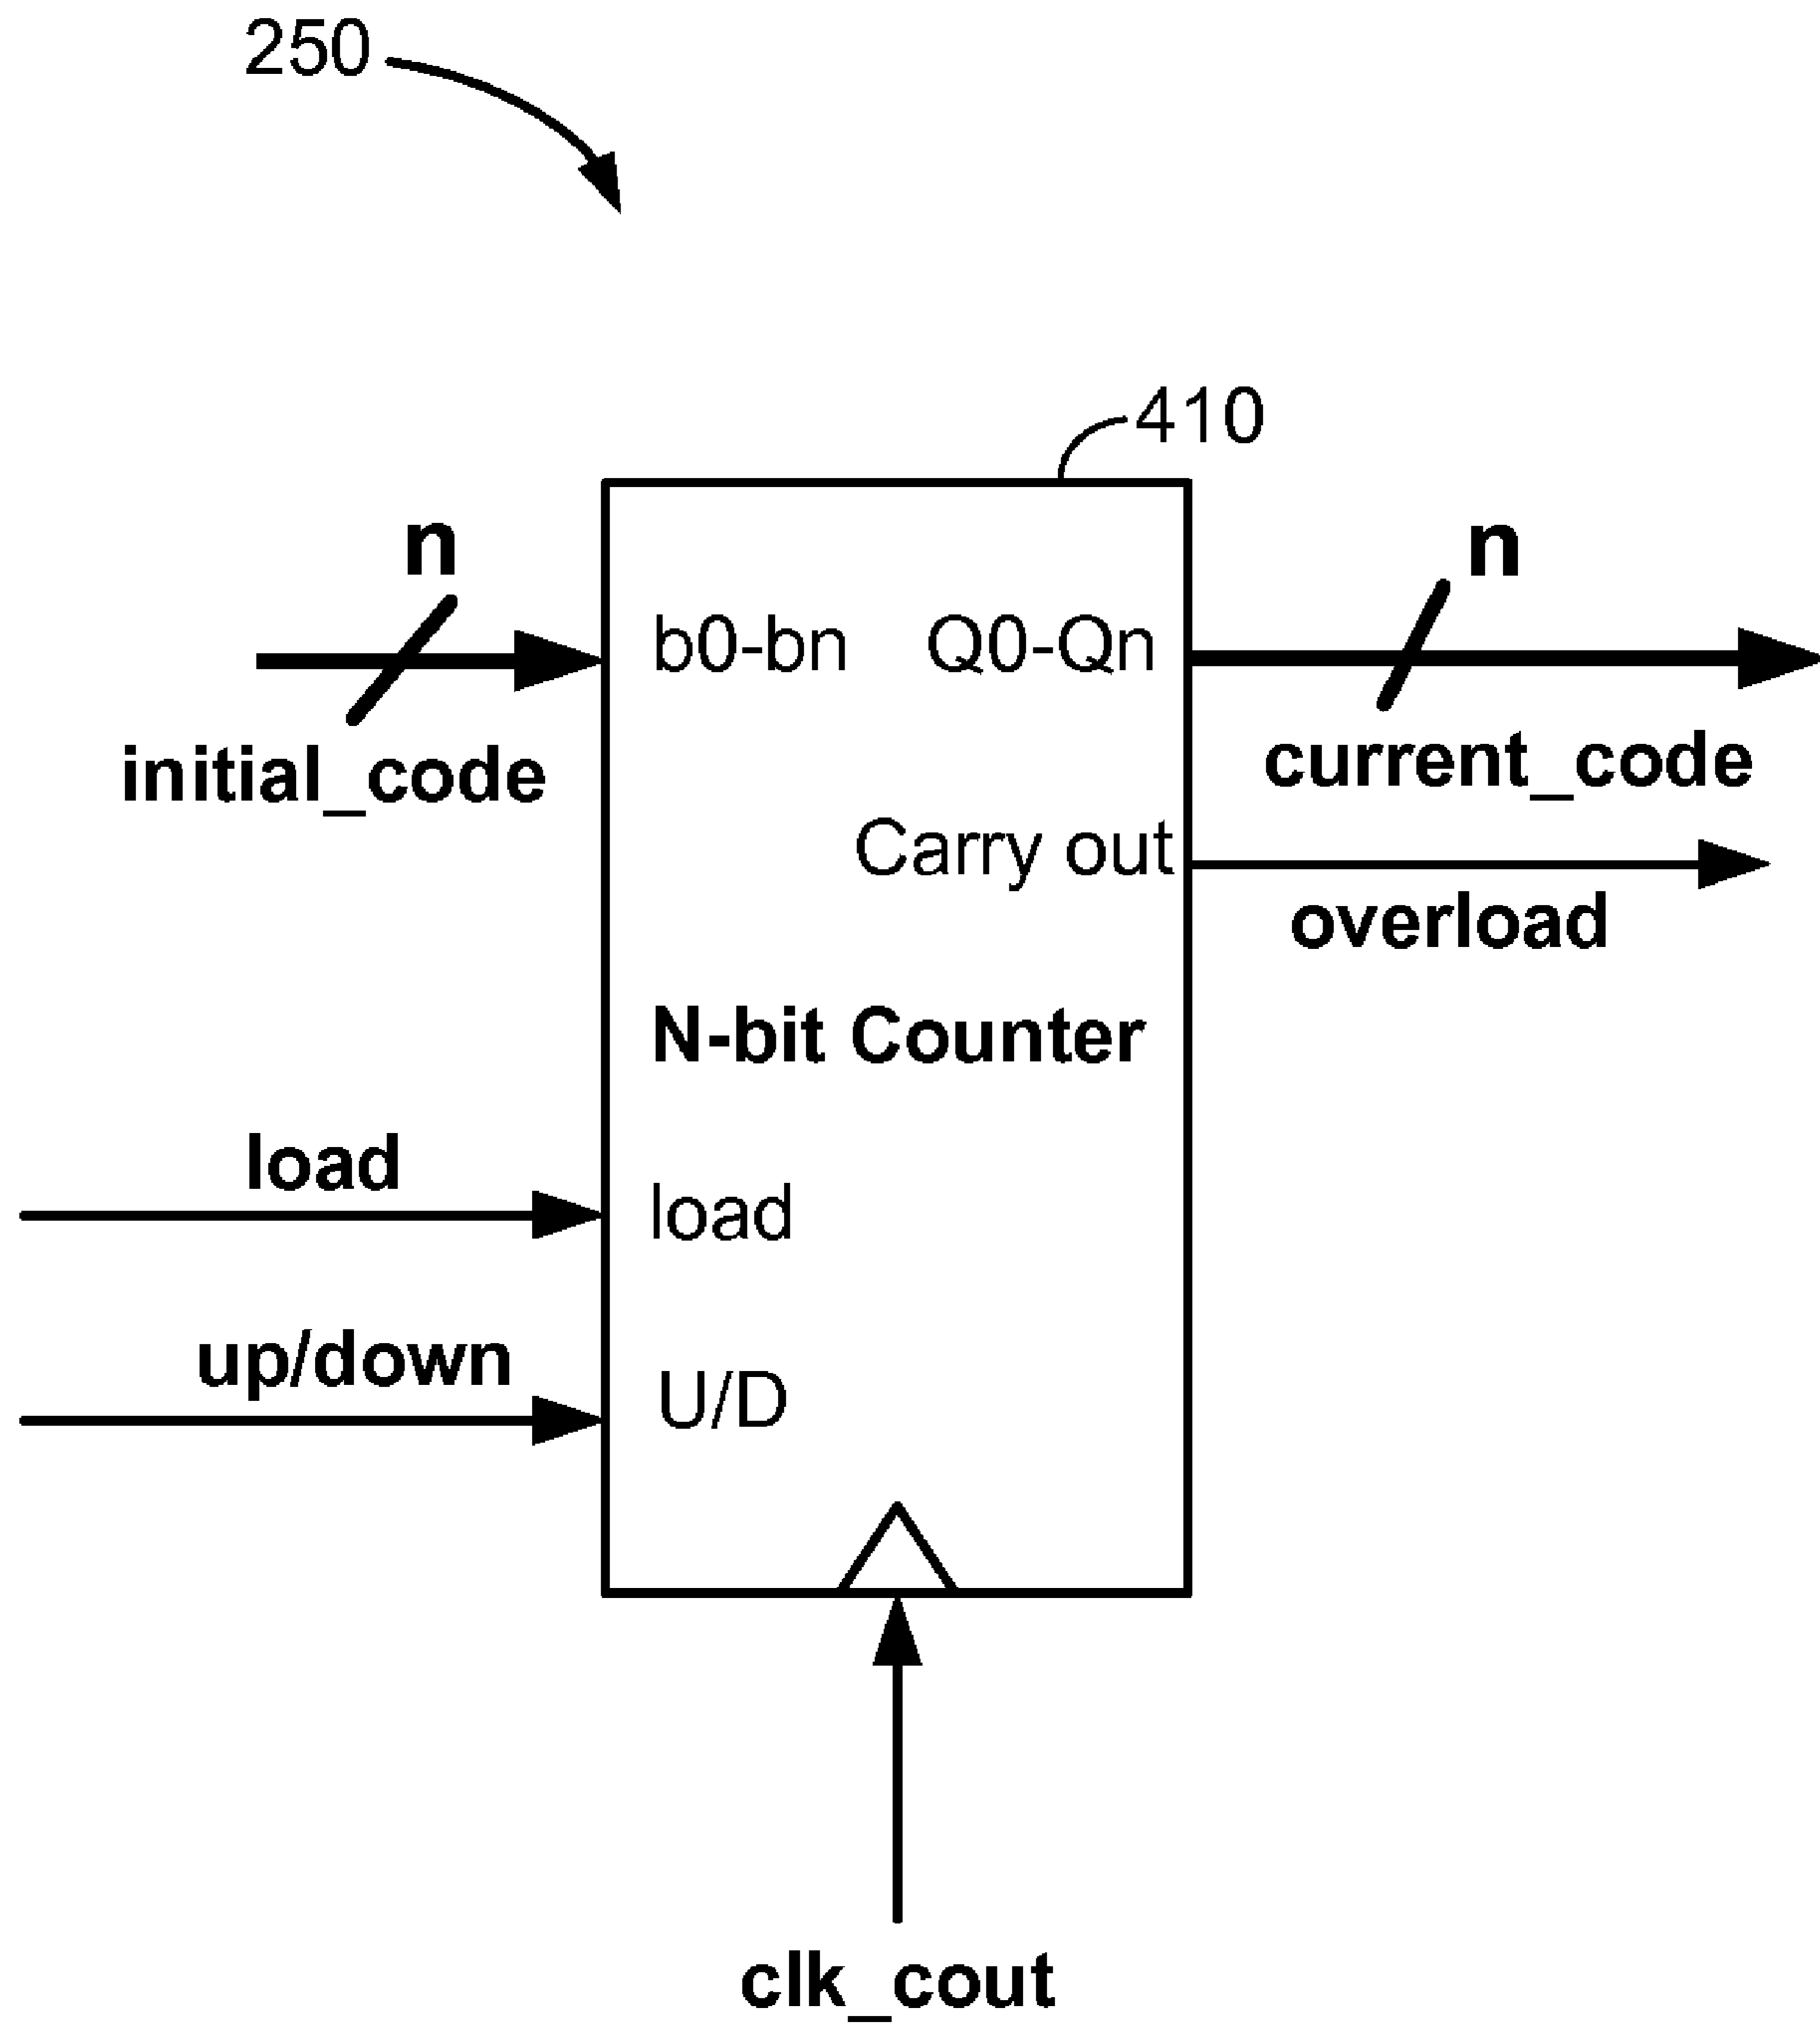 250
410
n
n
b0-bn
Q0-Qn
initial_code
current_code
Carry out
overload
N-bit Counter
load
load
up/down
U/D
clk_cout